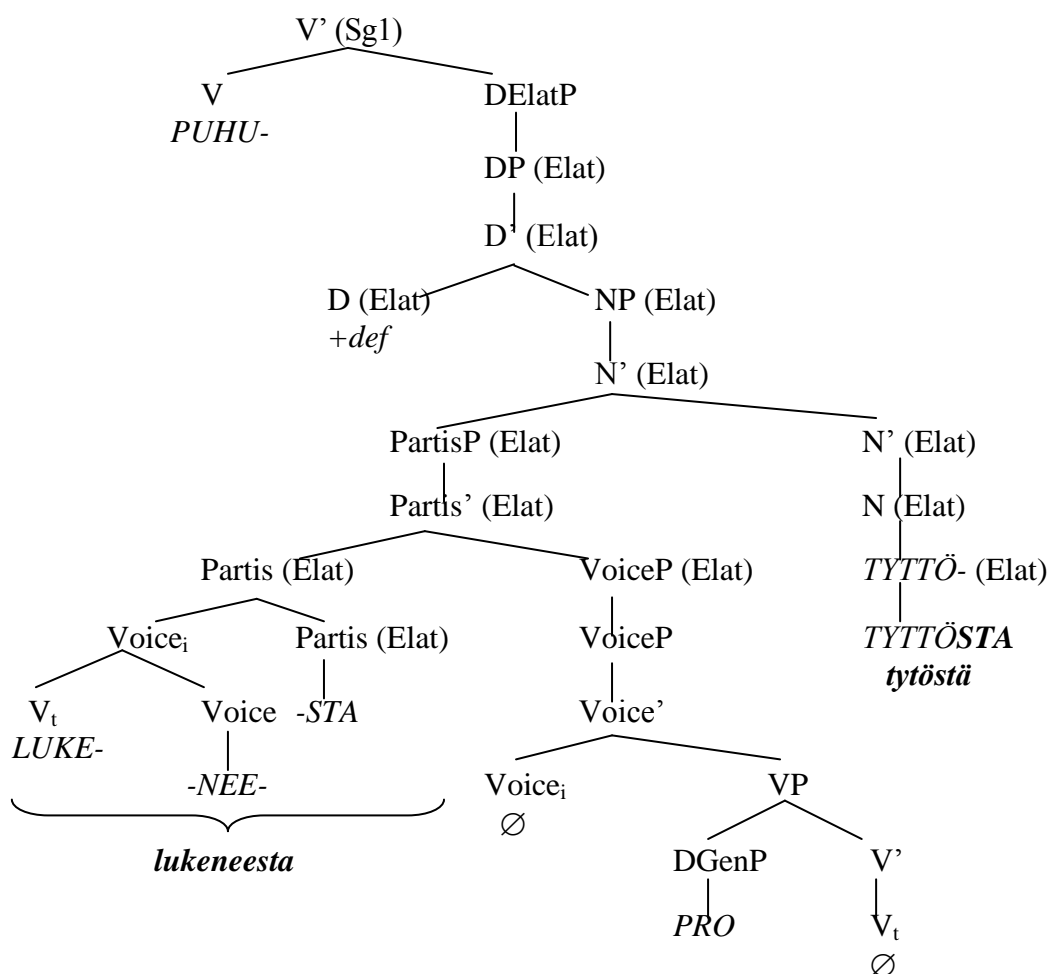 V’ (Sg1)
V DElatP
PUHU-
DP (Elat)
D’ (Elat)
D (Elat) NP (Elat)
+def
N’ (Elat)
PartisP (Elat) N’ (Elat)
Partis’ (Elat) N (Elat)
Partis (Elat) VoiceP (Elat) TYTTÖ- (Elat)
Voiceᵢ Partis (Elat) VoiceP TYTTÖSTA
tytöstä
Vₜ Voice -STA Voice’
LUKE-
-NEE- Voiceᵢ VP
∅
lukeneesta DGenP V’
PRO Vₜ
∅